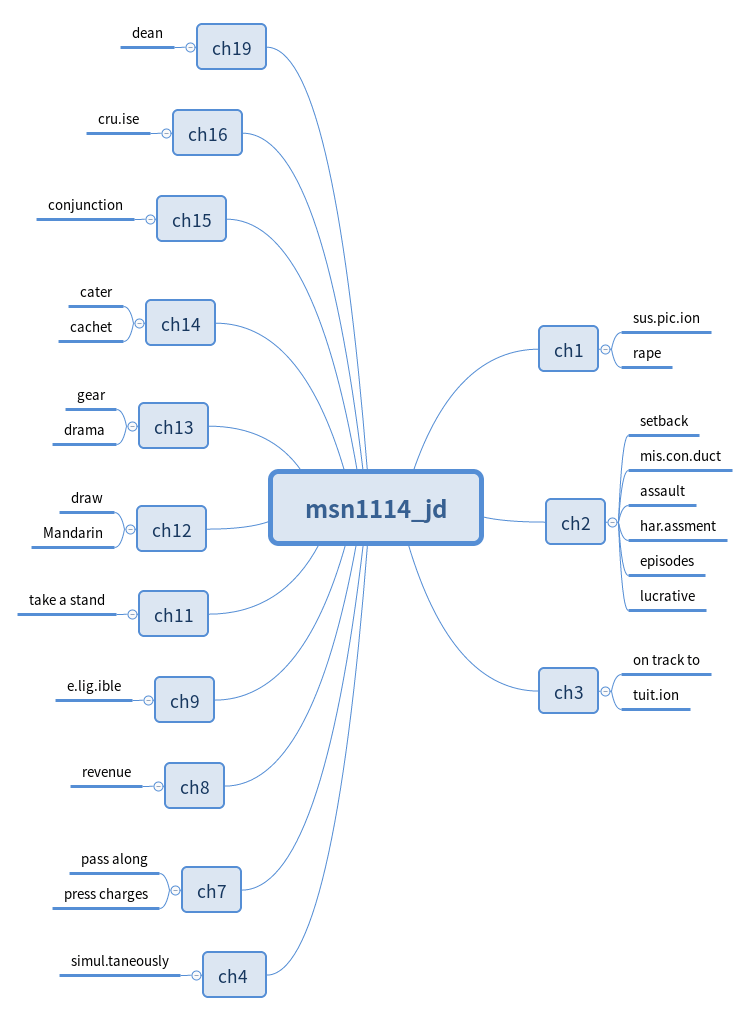 msn1114_jd
ch1
sus.pic.ion
rape
ch2
setback
mis.con.duct
assault
har.assment
episodes
lucrative
ch3
on track to
tuit.ion
ch4
simul.taneously
ch7
pass along
press charges
ch8
revenue
ch9
e.lig.ible
ch11
take a stand
ch12
draw
Mandarin
ch13
gear
drama
ch14
cater
cachet
ch15
conjunction
ch16
cru.ise
ch19
dean